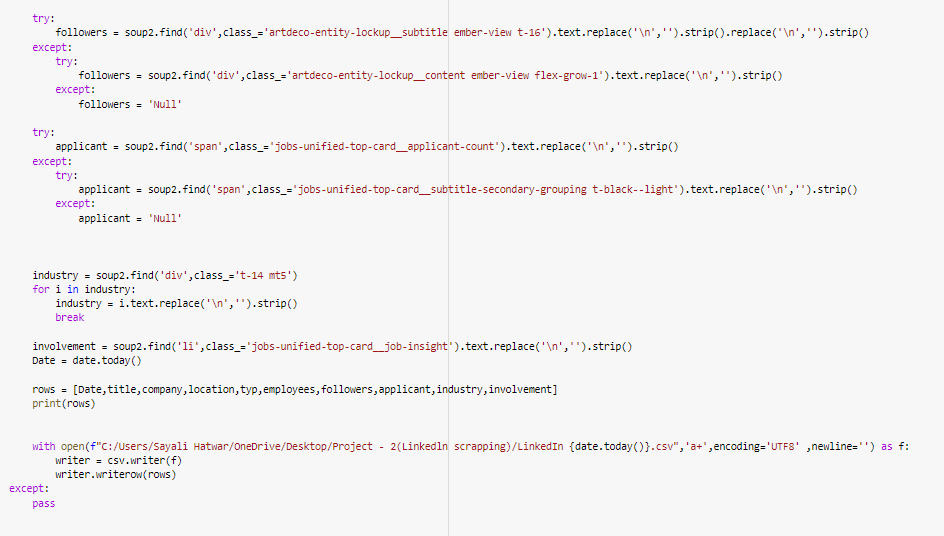 try:
followers = soup2.find('div',class_='artdeco-entity-lockup__subtitle ember-view t-16').text.replace('\n','').strip().replace('\n','').strip()
except:
try:
followers = soup2.find('div',class_='artdeco-entity-lockup__content ember-view flex-grow-1').text.replace('\n','').strip()
except:
followers = 'Null'
try:
applicant = soup2.find('span',class_='jobs-unified-top-card__applicant-count').text.replace('\n','').strip()
except:
try:
applicant = soup2.find('span',class_='jobs-unified-top-card__subtitle-secondary-grouping t-black--light').text.replace('\n','').strip()
except:
applicant = 'Null'
industry = soup2.find('div',class_='t-14 mt5')
for i in industry:
industry = i.text.replace('\n','').strip()
break
involvement = soup2.find('li',class_='jobs-unified-top-card__job-insight').text.replace('\n','').strip()
Date = date.today()
rows = [Date,title,company,location,typ,employees,followers,applicant,industry,involvement]
print(rows)
with open(f"C:/Users/Sayali Hatwar/OneDrive/Desktop/Project - 2(Linkedln scrapping)/LinkedIn {date.today()}.csv",'a+',encoding='UTF8' ,newline='') as f:
writer = csv.writer(f)
writer.writerow(rows)
except:
pass